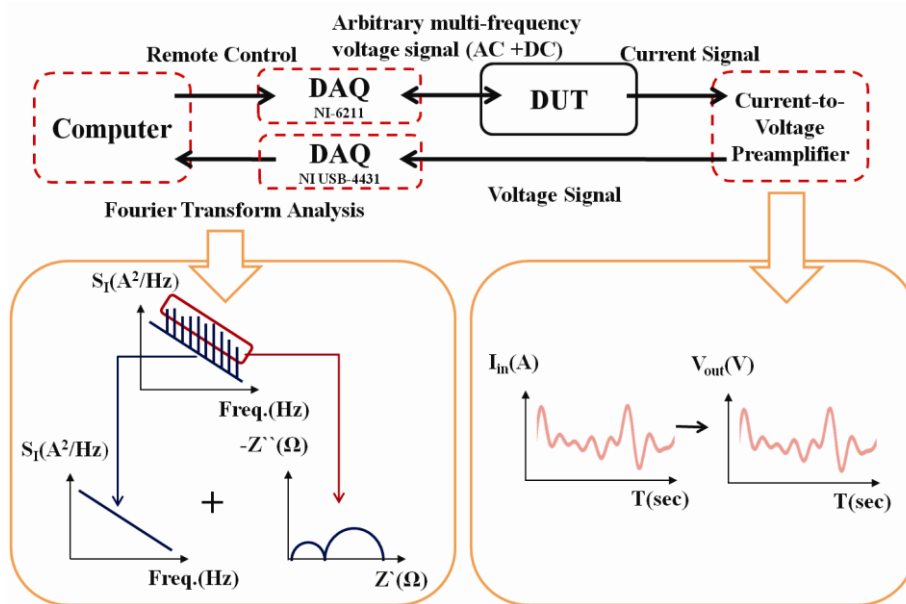 Arbitrary multi-frequency
voltage signal (AC +DC)
Remote Control
Current Signal
Computer
DAQ
NI-6211
DUT
Current-to-
Voltage
Preamplifier
DAQ
NI USB-4431
Fourier Transform Analysis
Voltage Signal
S_I(A²/Hz)
Freq.(Hz)
-Z``(Ω)
S_I(A²/Hz)
+
Freq.(Hz)
Z`(Ω)
I_in(A)
V_out(V)
T(sec)
T(sec)